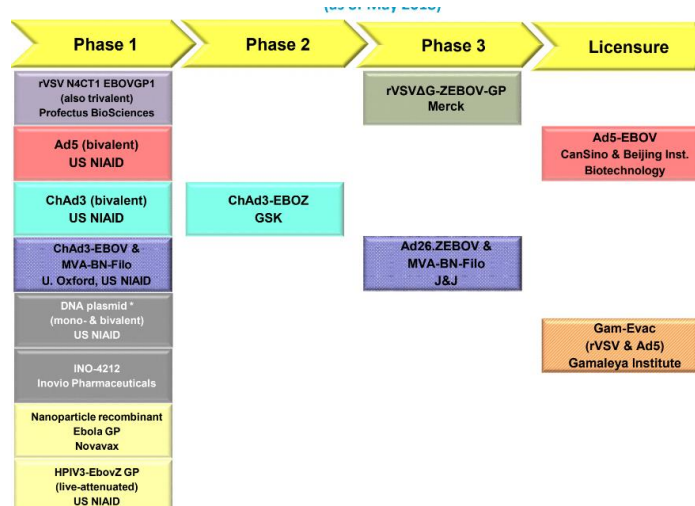 (as of May 2018)
Phase 1
Phase 2
Phase 3
Licensure
rVSV N4CT1 EBOVGP1
(also trivalent)
Profectus BioSciences
rVSVΔG-ZEBOV-GP
Merck
Ad5 (bivalent)
US NIAID
Ad5-EBOV
CanSino & Beijing Inst.
Biotechnology
ChAd3 (bivalent)
US NIAID
ChAd3-EBOZ
GSK
ChAd3-EBOV &
MVA-BN-Filo
U. Oxford, US NIAID
Ad26.ZEBOV &
MVA-BN-Filo
J&J
DNA plasmid *
(mono- & bivalent)
US NIAID
Gam-Evac
(rVSV & Ad5)
Gamaleya Institute
INO-4212
Inovio Pharmaceuticals
Nanoparticle recombinant
Ebola GP
Novavax
HPIV3-EbovZ GP
(live-attenuated)
US NIAID